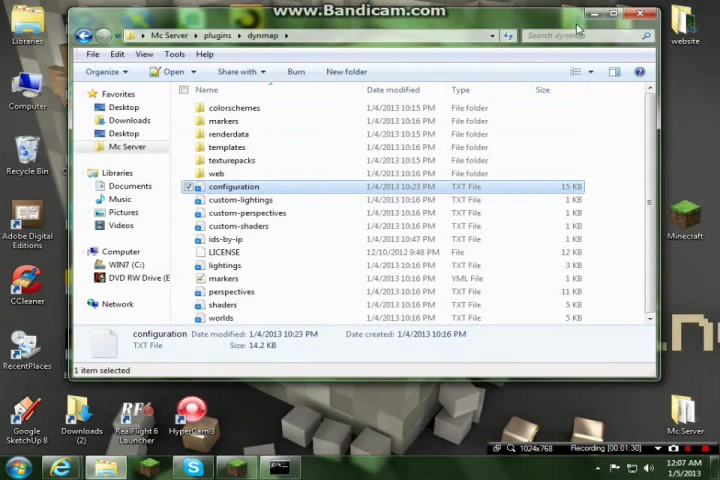 www.Bandicam.com
Libraries
Computer
Recycle Bin
Adobe Digital
Editions
CCleaner
RecentPlaces
Google
SketchUp 8
Downloads
(2)
RealFlight 6
Launcher
HyperCam 3
website
Minecraft
Mc Server
Mc Server ▸ plugins ▸ dynmap ▸
Search dynmap
File Edit View Tools Help
Organize Open Share with Burn New folder
Favorites
Desktop
Downloads
Desktop
Mc Server
Libraries
Documents
Music
Pictures
Videos
Computer
WIN7 (C:)
DVD RW Drive (E
Network
Name Date modified Type Size
colorschemes 1/4/2013 10:15 PM File folder
markers 1/4/2013 10:23 PM File folder
renderdata 1/4/2013 10:15 PM File folder
templates 1/4/2013 10:15 PM File folder
texturepacks 1/4/2013 10:15 PM File folder
web 1/4/2013 10:16 PM File folder
configuration 1/4/2013 10:23 PM TXT File 15 KB
custom-lightings 1/4/2013 10:16 PM TXT File 1 KB
custom-perspectives 1/4/2013 10:16 PM TXT File 1 KB
custom-shaders 1/4/2013 10:16 PM TXT File 1 KB
ids-by-ip 1/4/2013 10:47 PM TXT File 1 KB
LICENSE 12/10/2012 9:48 PM File 12 KB
lightings 1/4/2013 10:16 PM TXT File 3 KB
markers 1/4/2013 10:23 PM YML File 1 KB
perspectives 1/4/2013 10:16 PM TXT File 11 KB
shaders 1/4/2013 10:16 PM TXT File 5 KB
worlds 1/4/2013 10:16 PM TXT File 5 KB
configuration Date modified: 1/4/2013 10:23 PM Date created: 1/4/2013 10:16 PM
TXT File Size: 14.2 KB
1 item selected
1024x768 Recording [00:01:30]
12:07 AM
1/5/2013